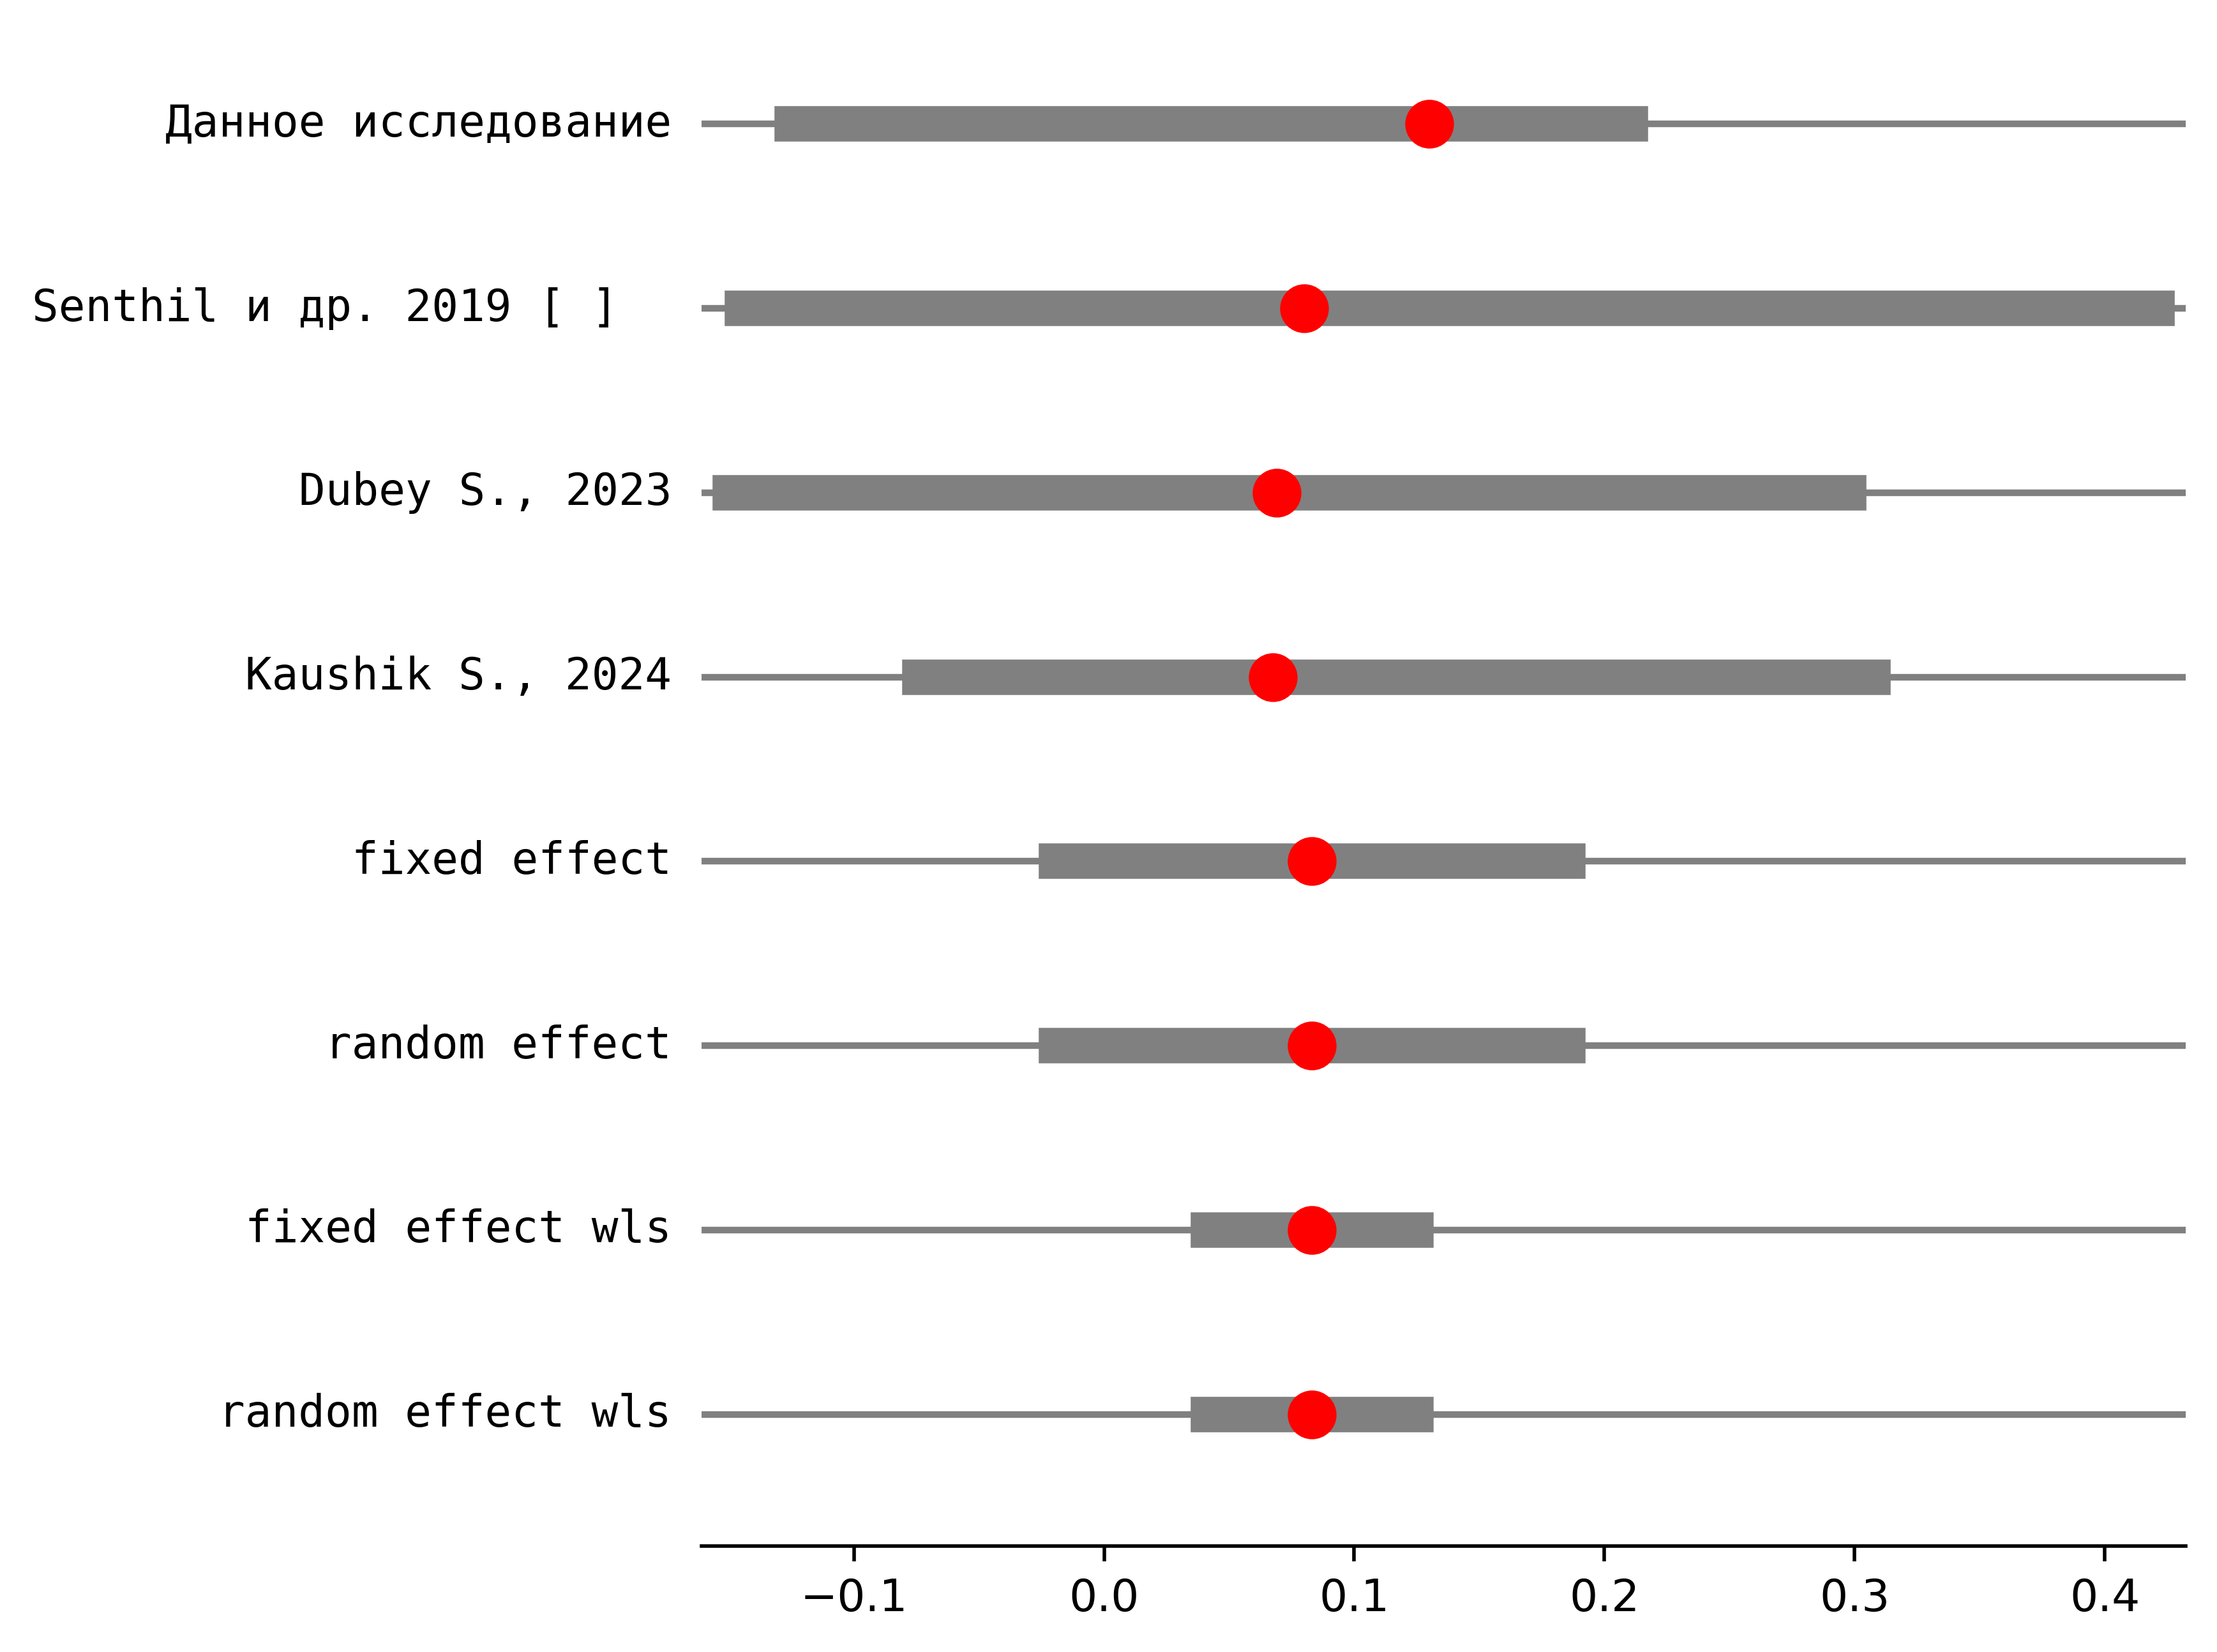 Данное исследование
Senthil и др. 2019 [ ]
Dubey S., 2023
Kaushik S., 2024
fixed effect
random effect
fixed effect wls
random effect wls
−0.1 0.0 0.1 0.2 0.3 0.4